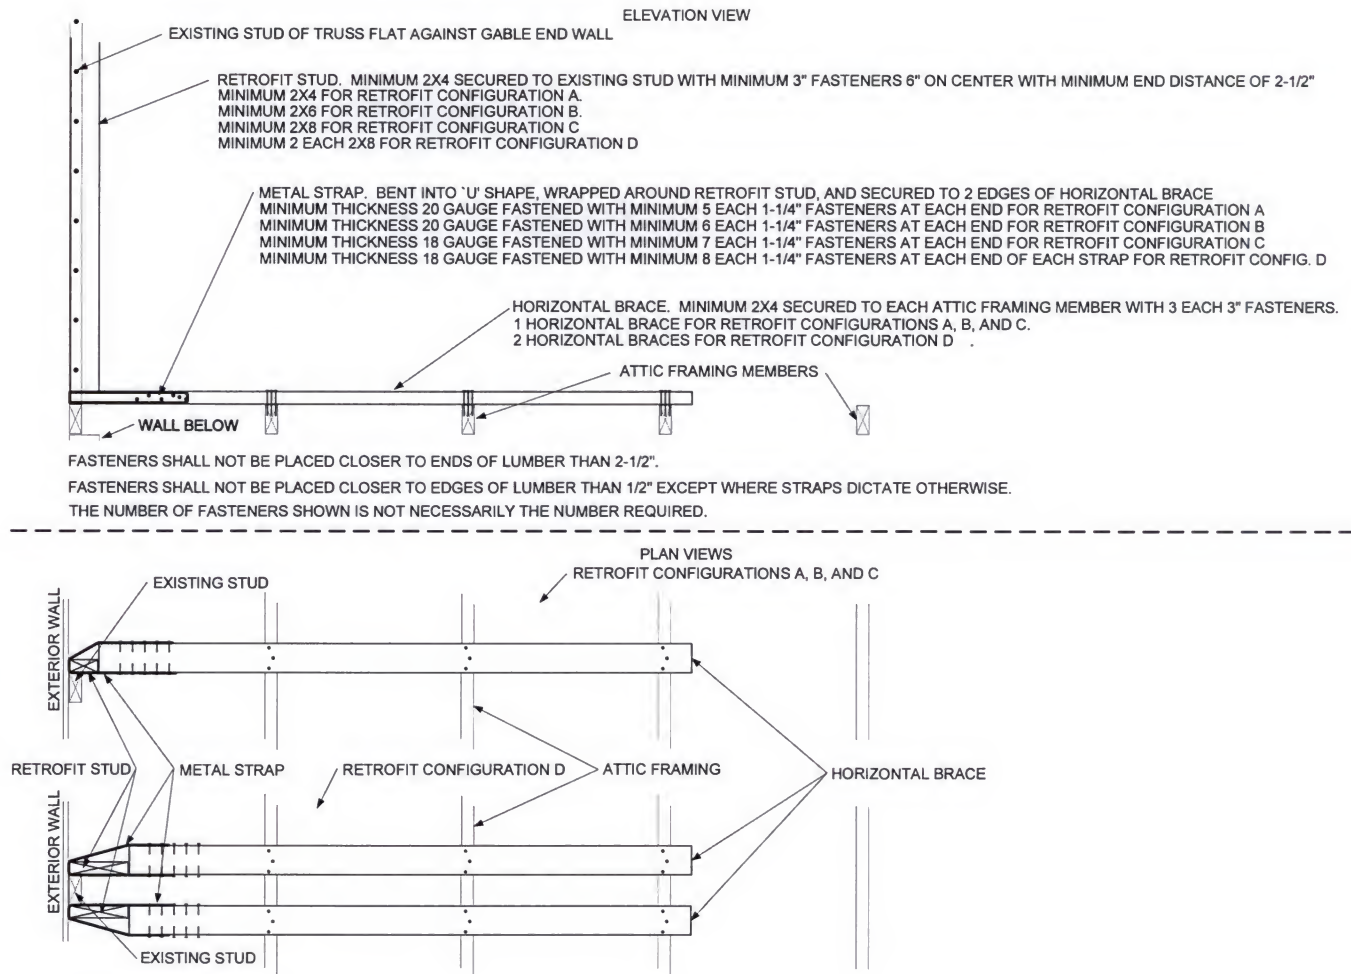 ELEVATION VIEW
EXISTING STUD OF TRUSS FLAT AGAINST GABLE END WALL
RETROFIT STUD. MINIMUM 2X4 SECURED TO EXISTING STUD WITH MINIMUM 3" FASTENERS 6" ON CENTER WITH MINIMUM END DISTANCE OF 2-1/2"
MINIMUM 2X4 FOR RETROFIT CONFIGURATION A.
MINIMUM 2X6 FOR RETROFIT CONFIGURATION B.
MINIMUM 2X8 FOR RETROFIT CONFIGURATION C
MINIMUM 2 EACH 2X8 FOR RETROFIT CONFIGURATION D
METAL STRAP. BENT INTO `U' SHAPE, WRAPPED AROUND RETROFIT STUD, AND SECURED TO 2 EDGES OF HORIZONTAL BRACE
MINIMUM THICKNESS 20 GAUGE FASTENED WITH MINIMUM 5 EACH 1-1/4" FASTENERS AT EACH END FOR RETROFIT CONFIGURATION A
MINIMUM THICKNESS 20 GAUGE FASTENED WITH MINIMUM 6 EACH 1-1/4" FASTENERS AT EACH END FOR RETROFIT CONFIGURATION B
MINIMUM THICKNESS 18 GAUGE FASTENED WITH MINIMUM 7 EACH 1-1/4" FASTENERS AT EACH END FOR RETROFIT CONFIGURATION C
MINIMUM THICKNESS 18 GAUGE FASTENED WITH MINIMUM 8 EACH 1-1/4" FASTENERS AT EACH END OF EACH STRAP FOR RETROFIT CONFIG. D
HORIZONTAL BRACE. MINIMUM 2X4 SECURED TO EACH ATTIC FRAMING MEMBER WITH 3 EACH 3" FASTENERS.
1 HORIZONTAL BRACE FOR RETROFIT CONFIGURATIONS A, B, AND C.
2 HORIZONTAL BRACES FOR RETROFIT CONFIGURATION D .
ATTIC FRAMING MEMBERS
WALL BELOW
FASTENERS SHALL NOT BE PLACED CLOSER TO ENDS OF LUMBER THAN 2-1/2".
FASTENERS SHALL NOT BE PLACED CLOSER TO EDGES OF LUMBER THAN 1/2" EXCEPT WHERE STRAPS DICTATE OTHERWISE.
THE NUMBER OF FASTENERS SHOWN IS NOT NECESSARILY THE NUMBER REQUIRED.
PLAN VIEWS
RETROFIT CONFIGURATIONS A, B, AND C
EXISTING STUD
EXTERIOR WALL
RETROFIT STUD
METAL STRAP
RETROFIT CONFIGURATION D
ATTIC FRAMING
HORIZONTAL BRACE
EXTERIOR WALL
EXISTING STUD